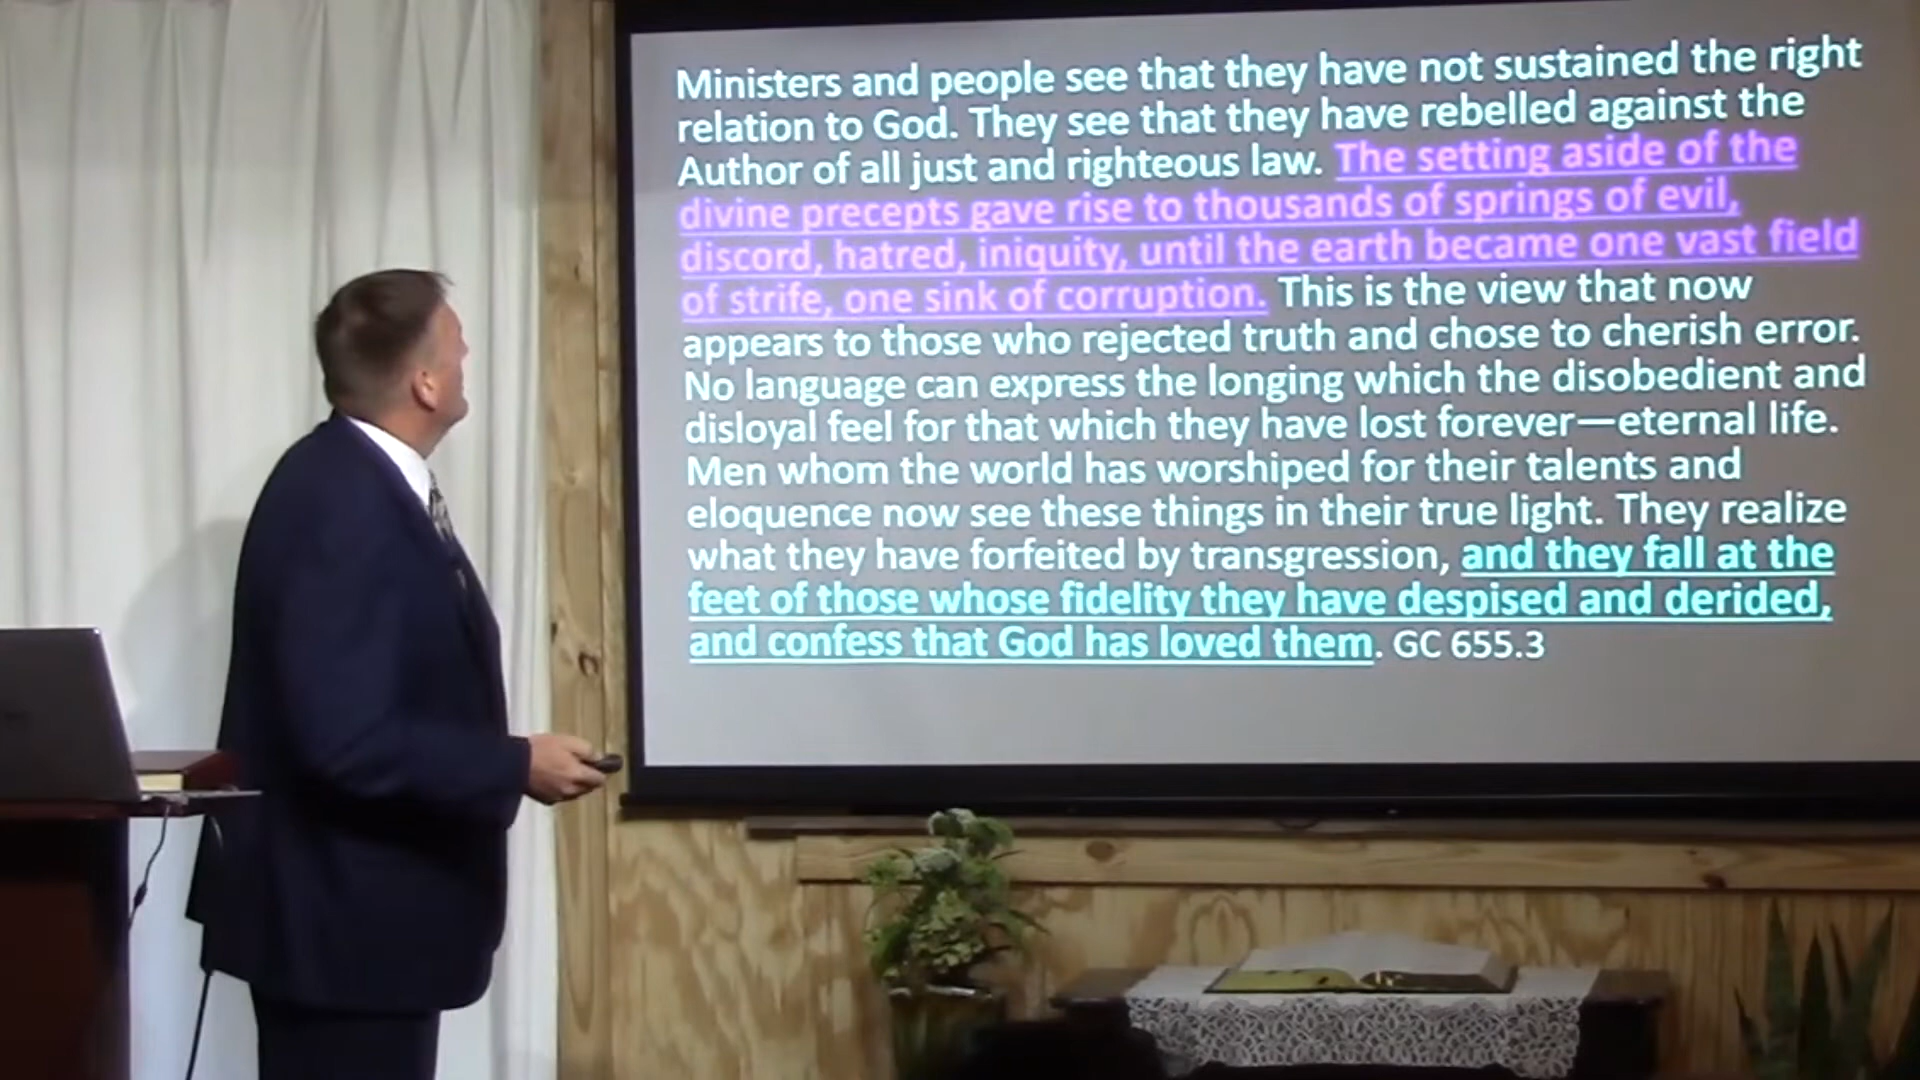 Ministers and people see that they have not sustained the right
relation to God. They see that they have rebelled against the
Author of all just and righteous law. The setting aside of the
divine precepts gave rise to thousands of springs of evil,
discord, hatred, iniquity, until the earth became one vast field
of strife, one sink of corruption. This is the view that now
appears to those who rejected truth and chose to cherish error.
No language can express the longing which the disobedient and
disloyal feel for that which they have lost forever—eternal life.
Men whom the world has worshiped for their talents and
eloquence now see these things in their true light. They realize
what they have forfeited by transgression, and they fall at the
feet of those whose fidelity they have despised and derided,
and confess that God has loved them. GC 655.3